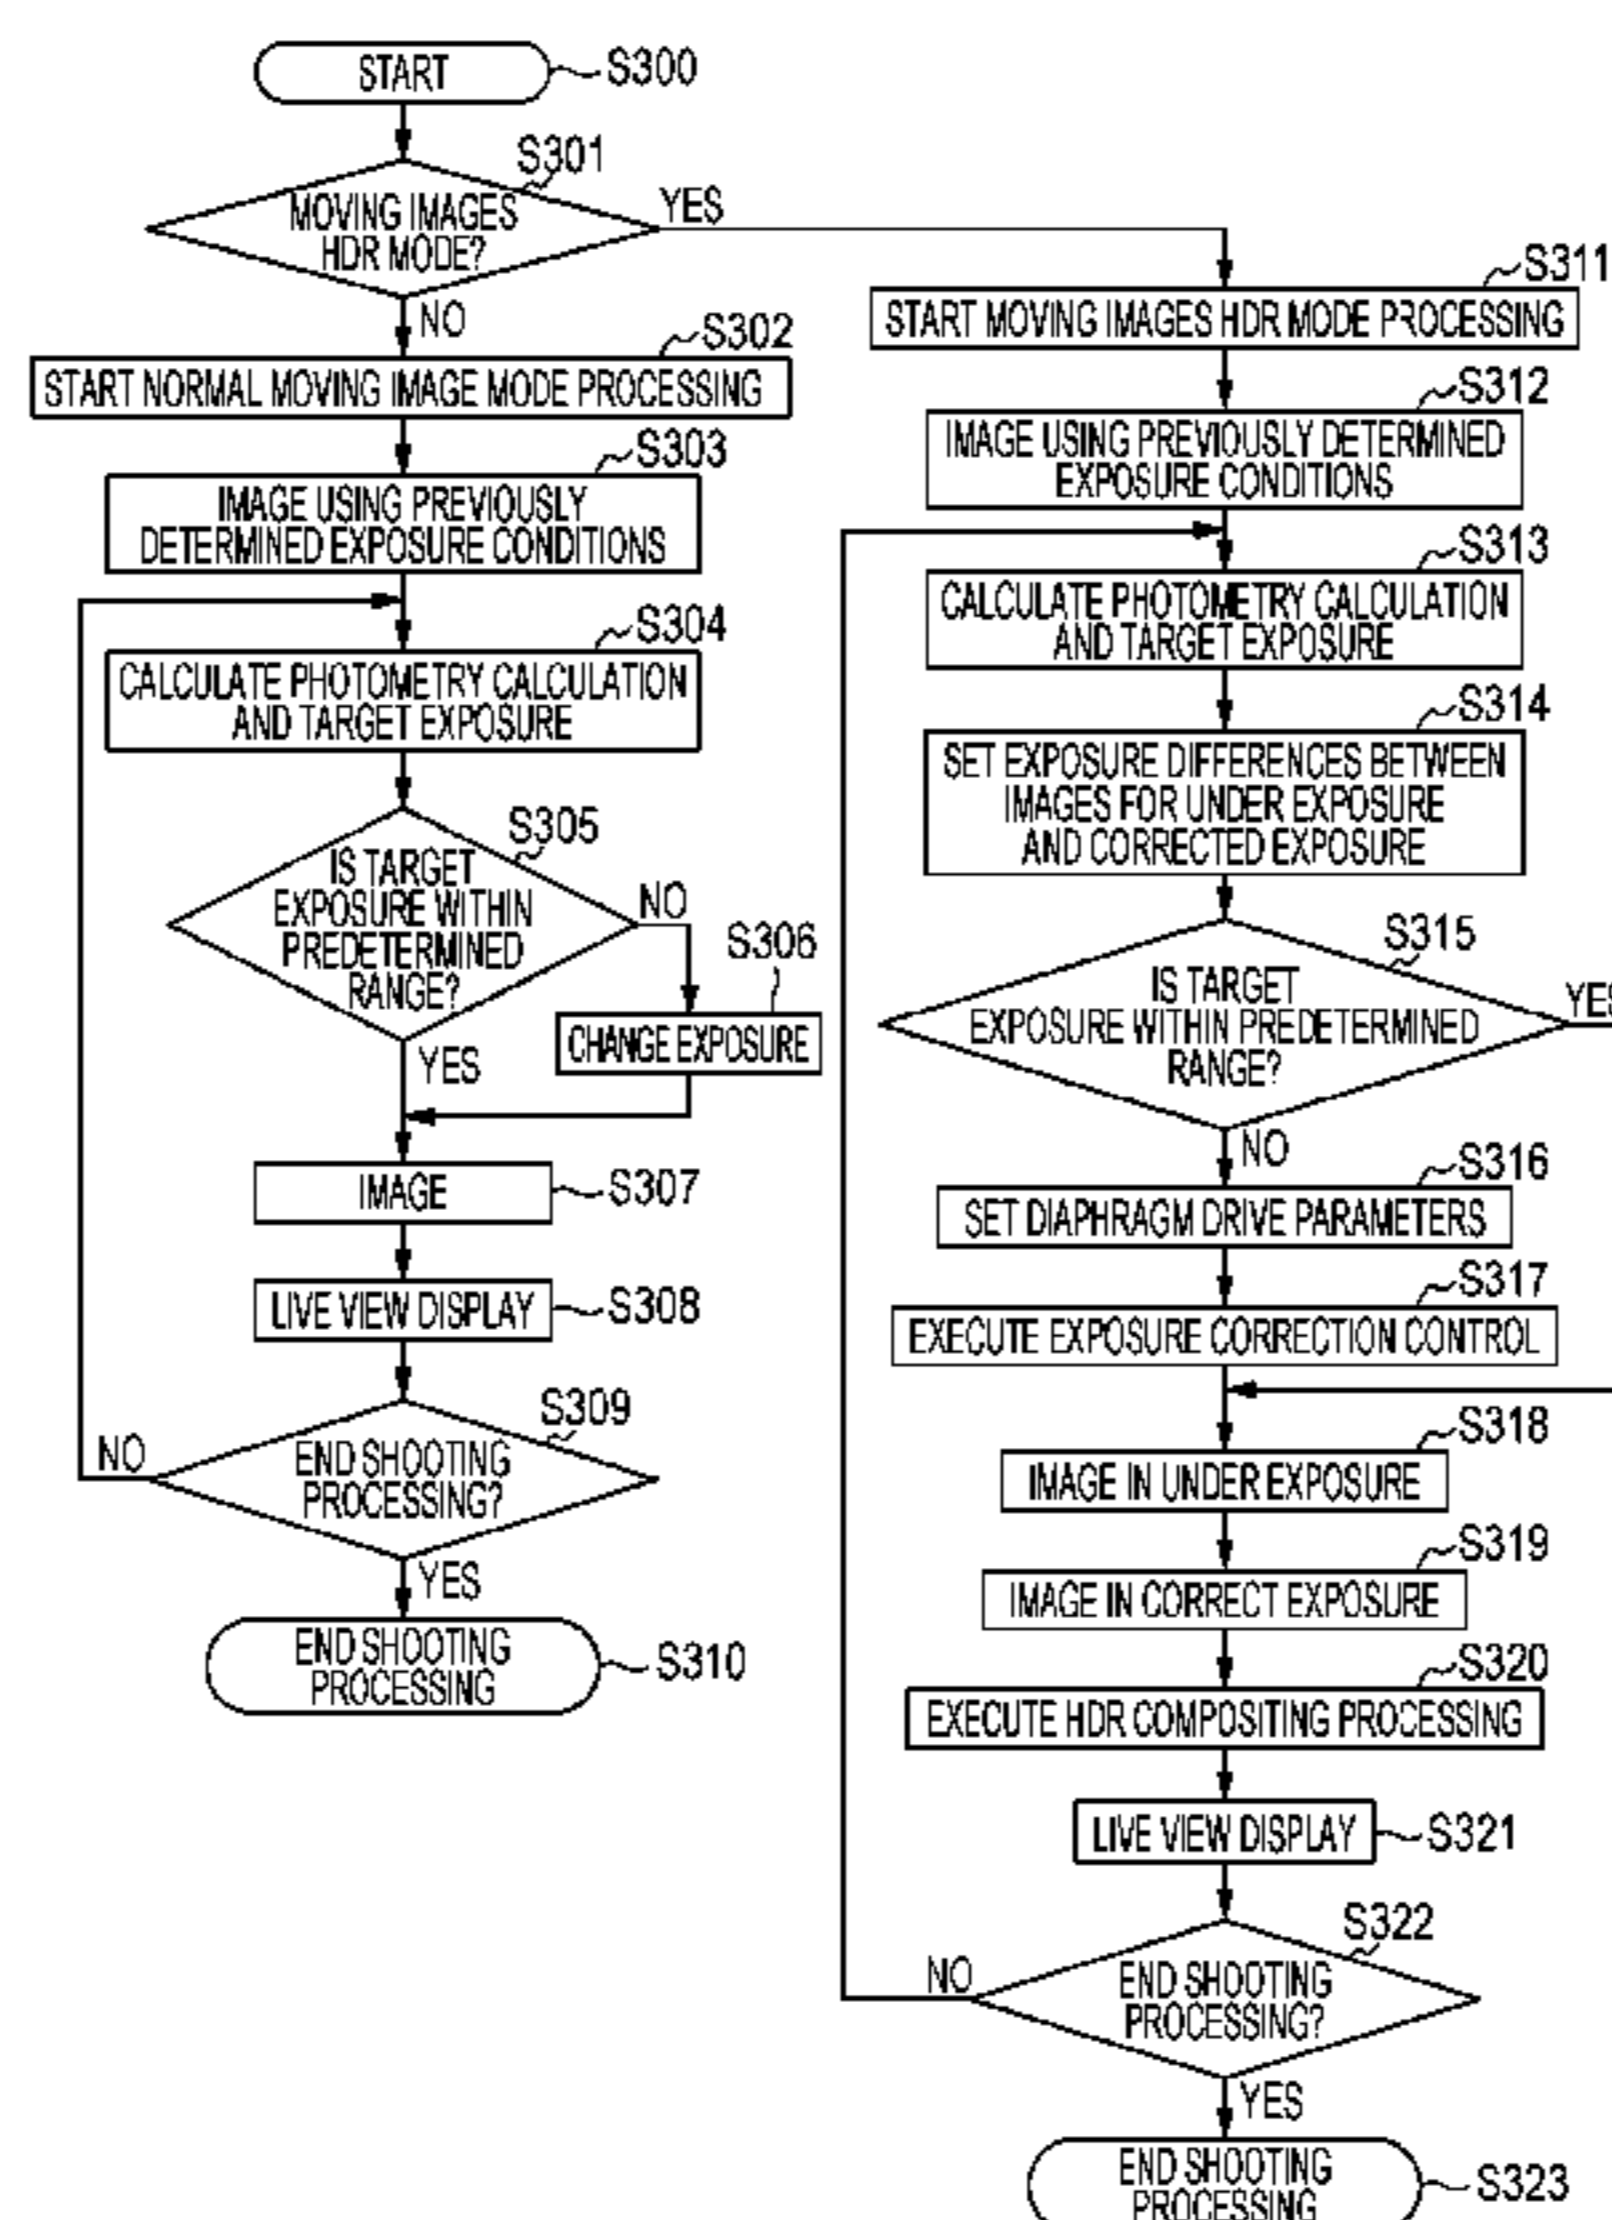 START
S300
S301
MOVING IMAGES
HDR MODE?
YES
NO
S302
START NORMAL MOVING IMAGE MODE PROCESSING
S303
IMAGE USING PREVIOUSLY
DETERMINED EXPOSURE CONDITIONS
S304
CALCULATE PHOTOMETRY CALCULATION
AND TARGET EXPOSURE
S305
IS TARGET
EXPOSURE WITHIN
PREDETERMINED
RANGE?
NO
S306
CHANGE EXPOSURE
YES
IMAGE
S307
LIVE VIEW DISPLAY
S308
S309
END SHOOTING
PROCESSING?
NO
YES
END SHOOTING
PROCESSING
S310
S311
START MOVING IMAGES HDR MODE PROCESSING
S312
IMAGE USING PREVIOUSLY DETERMINED
EXPOSURE CONDITIONS
S313
CALCULATE PHOTOMETRY CALCULATION
AND TARGET EXPOSURE
S314
SET EXPOSURE DIFFERENCES BETWEEN
IMAGES FOR UNDER EXPOSURE
AND CORRECTED EXPOSURE
S315
IS TARGET
EXPOSURE WITHIN PREDETERMINED
RANGE?
YES
NO
S316
SET DIAPHRAGM DRIVE PARAMETERS
S317
EXECUTE EXPOSURE CORRECTION CONTROL
S318
IMAGE IN UNDER EXPOSURE
S319
IMAGE IN CORRECT EXPOSURE
S320
EXECUTE HDR COMPOSITING PROCESSING
LIVE VIEW DISPLAY
S321
S322
END SHOOTING
PROCESSING?
NO
YES
END SHOOTING
PROCESSING
S323